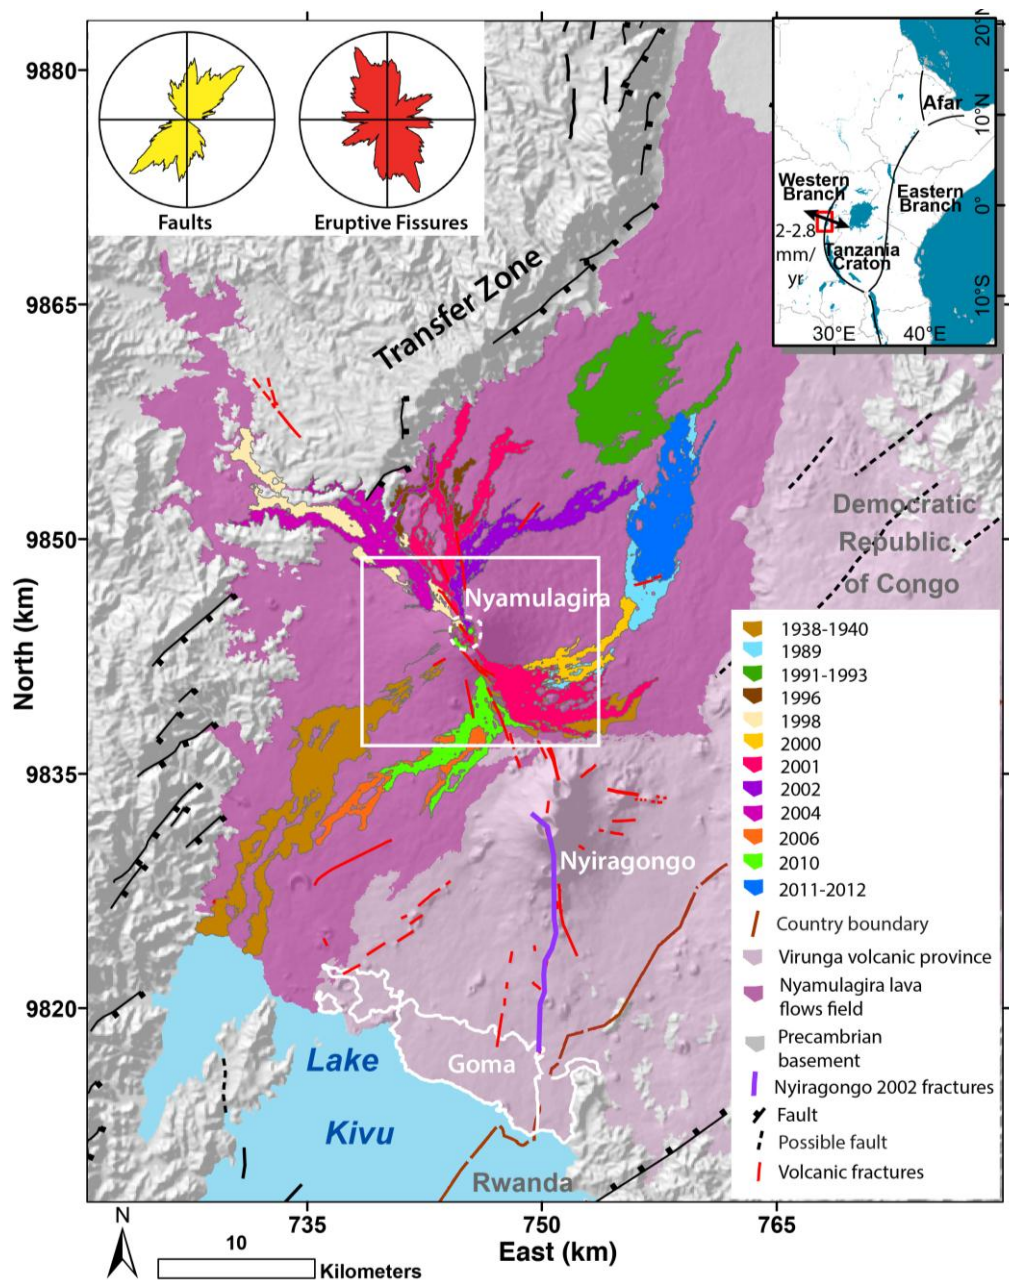 9880
9865
9850
9835
9820
North (km)
Faults
Eruptive Fissures
20°N
10°N
0°
10°S
Afar
Western
Branch
Eastern
Branch
2-2.8
mm/
yr
Tanzania
Craton
30°E
40°E
Transfer Zone
Democratic
Republic
of Congo
Nyamulagira
Nyiragongo
Goma
Lake
Kivu
Rwanda
1938-1940
1989
1991-1993
1996
1998
2000
2001
2002
2004
2006
2010
2011-2012
Country boundary
Virunga volcanic province
Nyamulagira lava
flows field
Precambrian
basement
Nyiragongo 2002 fractures
Fault
Possible fault
Volcanic fractures
735
750
765
East (km)
N
10
Kilometers